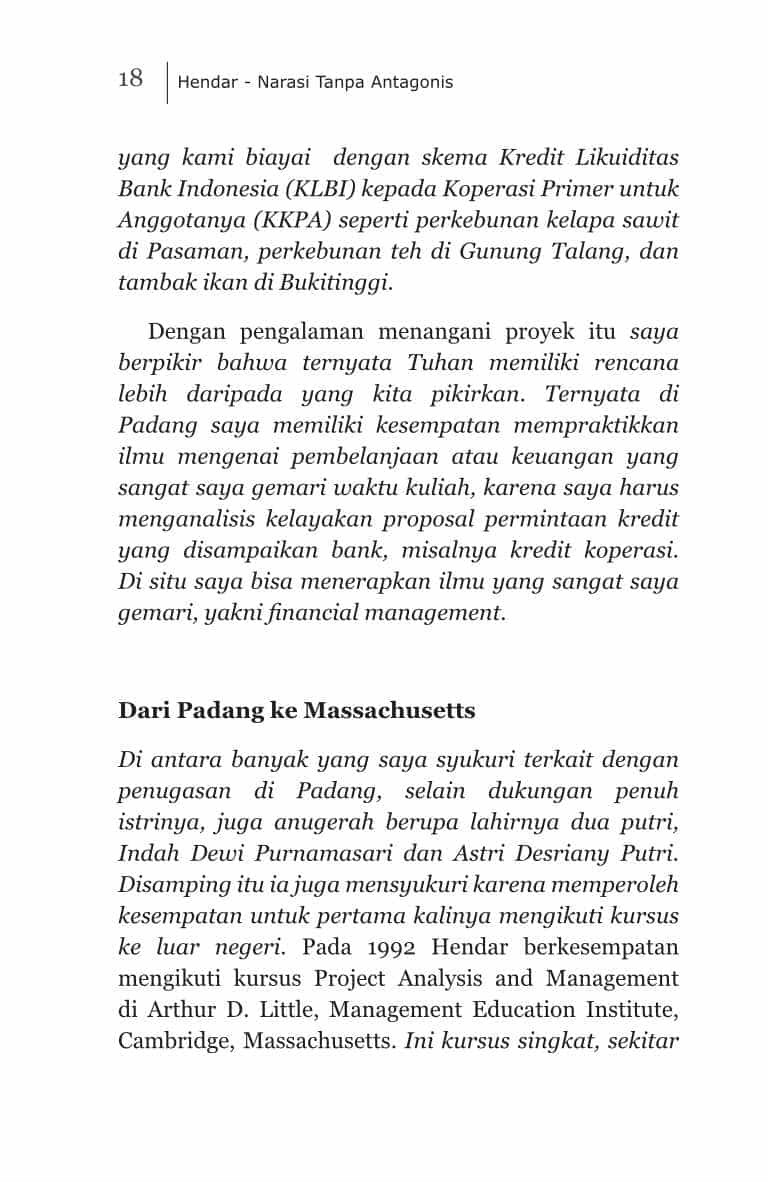 18
Hendar - Narasi Tanpa Antagonis
yang kami biayai dengan skema Kredit Likuiditas
Bank Indonesia (KLBI) kepada Koperasi Primer untuk
Anggotanya (KKPA) seperti perkebunan kelapa sawit
di Pasaman, perkebunan teh di Gunung Talang, dan
tambak ikan di Bukitinggi.
Dengan pengalaman menangani proyek itu saya
berpikir bahwa ternyata Tuhan memiliki rencana
lebih daripada yang kita pikirkan. Ternyata di
Padang saya memiliki kesempatan mempraktikkan
ilmu mengenai pembelanjaan atau keuangan yang
sangat saya gemari waktu kuliah, karena saya harus
menganalisis kelayakan proposal permintaan kredit
yang disampaikan bank, misalnya kredit koperasi.
Di situ saya bisa menerapkan ilmu yang sangat saya
gemari, yakni financial management.
Dari Padang ke Massachusetts
Di antara banyak yang saya syukuri terkait dengan
penugasan di Padang, selain dukungan penuh
istrinya, juga anugerah berupa lahirnya dua putri,
Indah Dewi Purnamasari dan Astri Desriany Putri.
Disamping itu ia juga mensyukuri karena memperoleh
kesempatan untuk pertama kalinya mengikuti kursus
ke luar negeri. Pada 1992 Hendar berkesempatan
mengikuti kursus Project Analysis and Management
di Arthur D. Little, Management Education Institute,
Cambridge, Massachusetts. Ini kursus singkat, sekitar